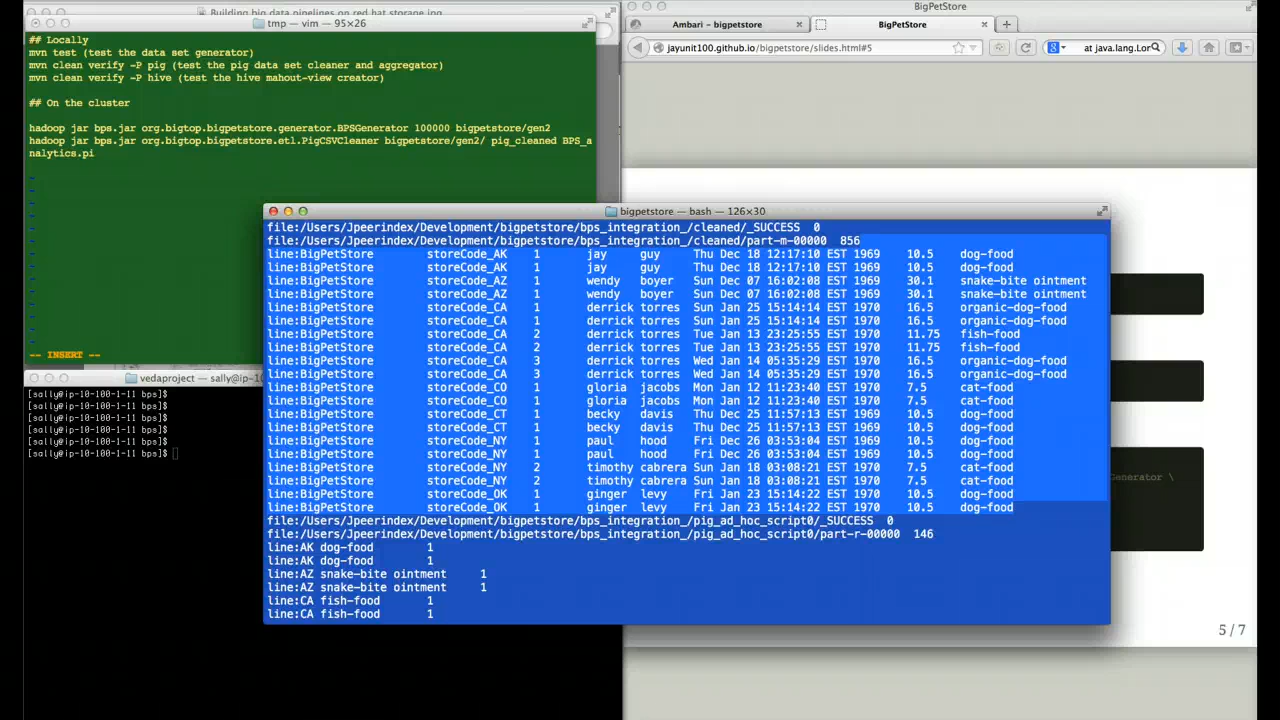 Building big data pipelines on red hat storage.ipg
tmp — vim — 95×26
## Locally
mvn test (test the data set generator)
mvn clean verify -P pig (test the pig data set cleaner and aggregator)
mvn clean verify -P hive (test the hive mahout-view creator)
## On the cluster
hadoop jar bps.jar org.bigtop.bigpetstore.generator.BPSGenerator 100000 bigpetstore/gen2
hadoop jar bps.jar org.bigtop.bigpetstore.etl.PigCSVCleaner bigpetstore/gen2/ pig_cleaned BPS_a
nalytics.pi
~
~
~
~
~
~
~
~
~
~
~
~
~
~
-- INSERT --
BigPetStore
Ambari - bigpetstore
BigPetStore
jayunit100.github.io/bigpetstore/slides.html#5
at java.lang.Lor
bigpetstore — bash — 126×30
file:/Users/Jpeerindex/Development/bigpetstore/bps_integration_/cleaned/_SUCCESS 0
file:/Users/Jpeerindex/Development/bigpetstore/bps_integration_/cleaned/part-m-00000 856
line:BigPetStore storeCode_AK 1 jay guy Thu Dec 18 12:17:10 EST 1969 10.5 dog-food
line:BigPetStore storeCode_AK 1 jay guy Thu Dec 18 12:17:10 EST 1969 10.5 dog-food
line:BigPetStore storeCode_AZ 1 wendy boyer Sun Dec 07 16:02:08 EST 1969 30.1 snake-bite ointment
line:BigPetStore storeCode_AZ 1 wendy boyer Sun Dec 07 16:02:08 EST 1969 30.1 snake-bite ointment
line:BigPetStore storeCode_CA 1 derrick torres Sun Jan 25 15:14:14 EST 1970 16.5 organic-dog-food
line:BigPetStore storeCode_CA 1 derrick torres Sun Jan 25 15:14:14 EST 1970 16.5 organic-dog-food
line:BigPetStore storeCode_CA 2 derrick torres Tue Jan 13 23:25:55 EST 1970 11.75 fish-food
line:BigPetStore storeCode_CA 2 derrick torres Tue Jan 13 23:25:55 EST 1970 11.75 fish-food
line:BigPetStore storeCode_CA 3 derrick torres Wed Jan 14 05:35:29 EST 1970 16.5 organic-dog-food
line:BigPetStore storeCode_CA 3 derrick torres Wed Jan 14 05:35:29 EST 1970 16.5 organic-dog-food
line:BigPetStore storeCode_CO 1 gloria jacobs Mon Jan 12 11:23:40 EST 1970 7.5 cat-food
line:BigPetStore storeCode_CO 1 gloria jacobs Mon Jan 12 11:23:40 EST 1970 7.5 cat-food
line:BigPetStore storeCode_CT 1 becky davis Thu Dec 25 11:57:13 EST 1969 10.5 dog-food
line:BigPetStore storeCode_CT 1 becky davis Thu Dec 25 11:57:13 EST 1969 10.5 dog-food
line:BigPetStore storeCode_NY 1 paul hood Fri Dec 26 03:53:04 EST 1969 10.5 dog-food
line:BigPetStore storeCode_NY 1 paul hood Fri Dec 26 03:53:04 EST 1969 10.5 dog-food
line:BigPetStore storeCode_NY 2 timothy cabrera Sun Jan 18 03:08:21 EST 1970 7.5 cat-food
line:BigPetStore storeCode_NY 2 timothy cabrera Sun Jan 18 03:08:21 EST 1970 7.5 cat-food
line:BigPetStore storeCode_OK 1 ginger levy Fri Jan 23 15:14:22 EST 1970 10.5 dog-food
line:BigPetStore storeCode_OK 1 ginger levy Fri Jan 23 15:14:22 EST 1970 10.5 dog-food
file:/Users/Jpeerindex/Development/bigpetstore/bps_integration_/pig_ad_hoc_script0/_SUCCESS 0
file:/Users/Jpeerindex/Development/bigpetstore/bps_integration_/pig_ad_hoc_script0/part-r-00000 146
line:AK dog-food 1
line:AK dog-food 1
line:AZ snake-bite ointment 1
line:AZ snake-bite ointment 1
line:CA fish-food 1
line:CA fish-food 1
vedaproject — sally@ip-10
[sally@ip-10-100-1-11 bps]$
[sally@ip-10-100-1-11 bps]$
[sally@ip-10-100-1-11 bps]$
[sally@ip-10-100-1-11 bps]$
[sally@ip-10-100-1-11 bps]$
[sally@ip-10-100-1-11 bps]$
Generator \
5 / 7